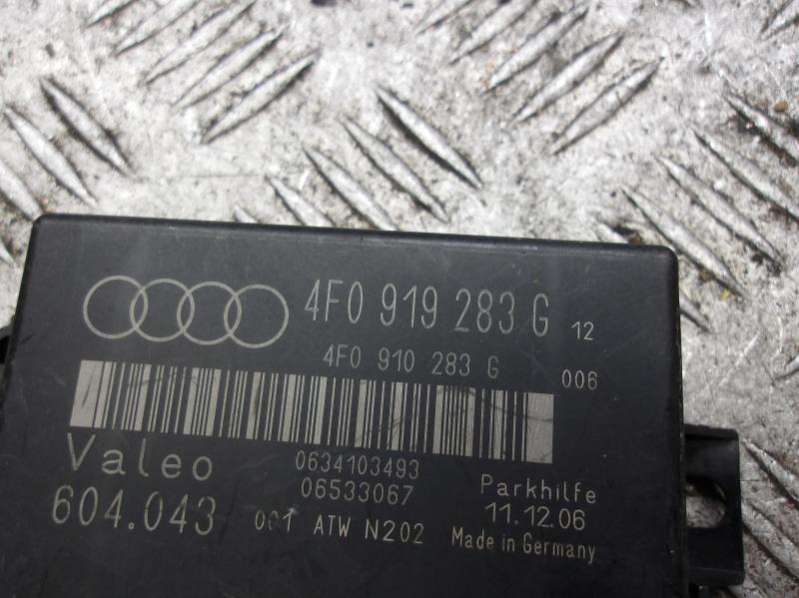 4F0 919 283 G 12
4F0 910 283 G 006
Valeo 0634103493
06533067 Parkhilfe
604.043 001 ATW N202 11.12.06
Made in Germany